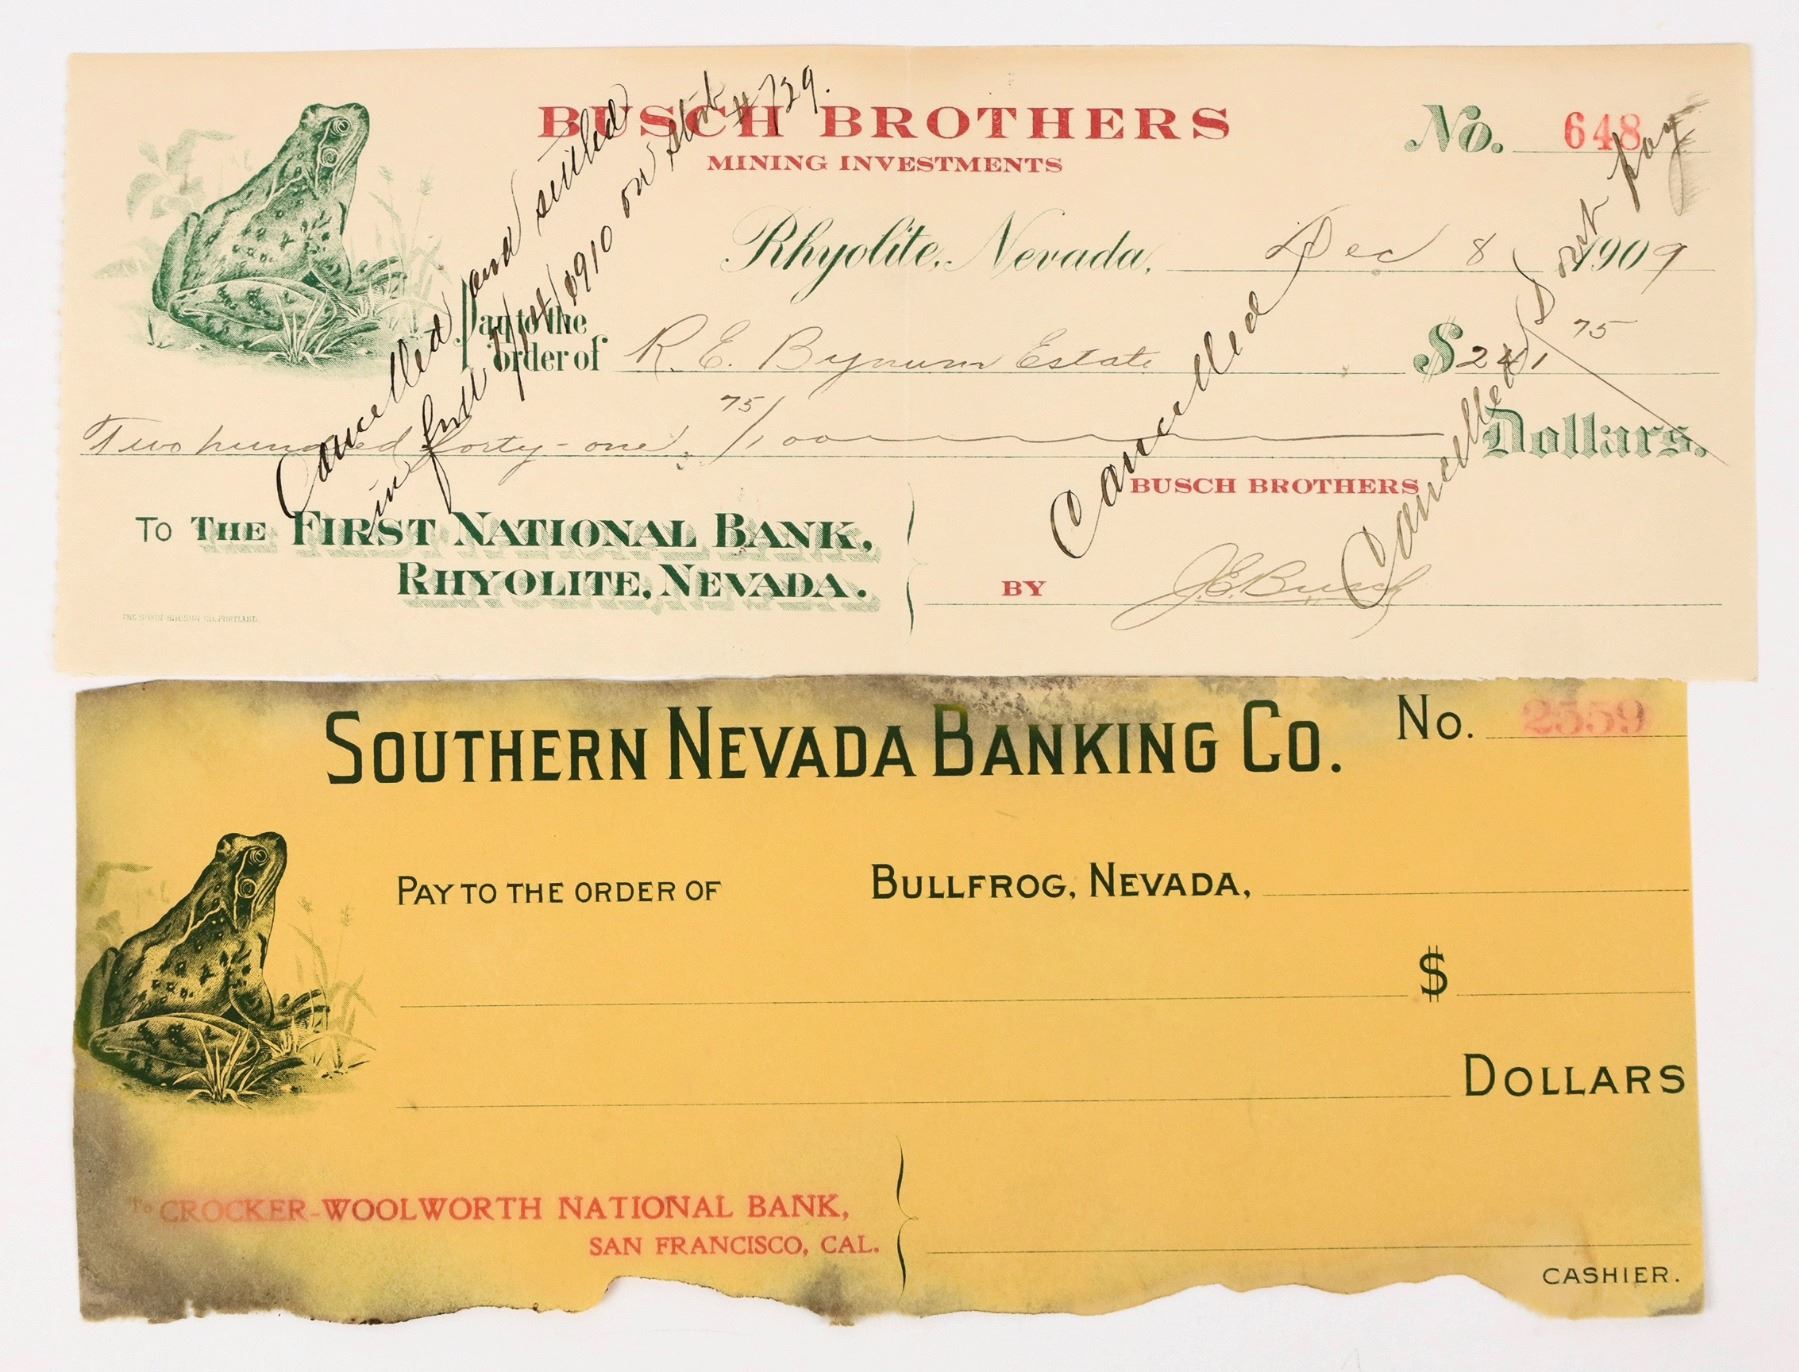 BUSCH BROTHERS
MINING INVESTMENTS
No. 648
Rhyolite, Nevada, Dec 8 1909
Pay to the
order of R. E. Bynum Estate $241 75
Two hundred forty-one 75/100 Dollars.
BUSCH BROTHERS
TO THE FIRST NATIONAL BANK,
RHYOLITE, NEVADA.
BY J. E. Busch
Cancelled and settled
in full 1910 on #729.
Cancelled
Cancelled pay
SOUTHERN NEVADA BANKING CO.
No. 2559
PAY TO THE ORDER OF BULLFROG, NEVADA,
$
DOLLARS
To CROCKER-WOOLWORTH NATIONAL BANK,
SAN FRANCISCO, CAL.
CASHIER.